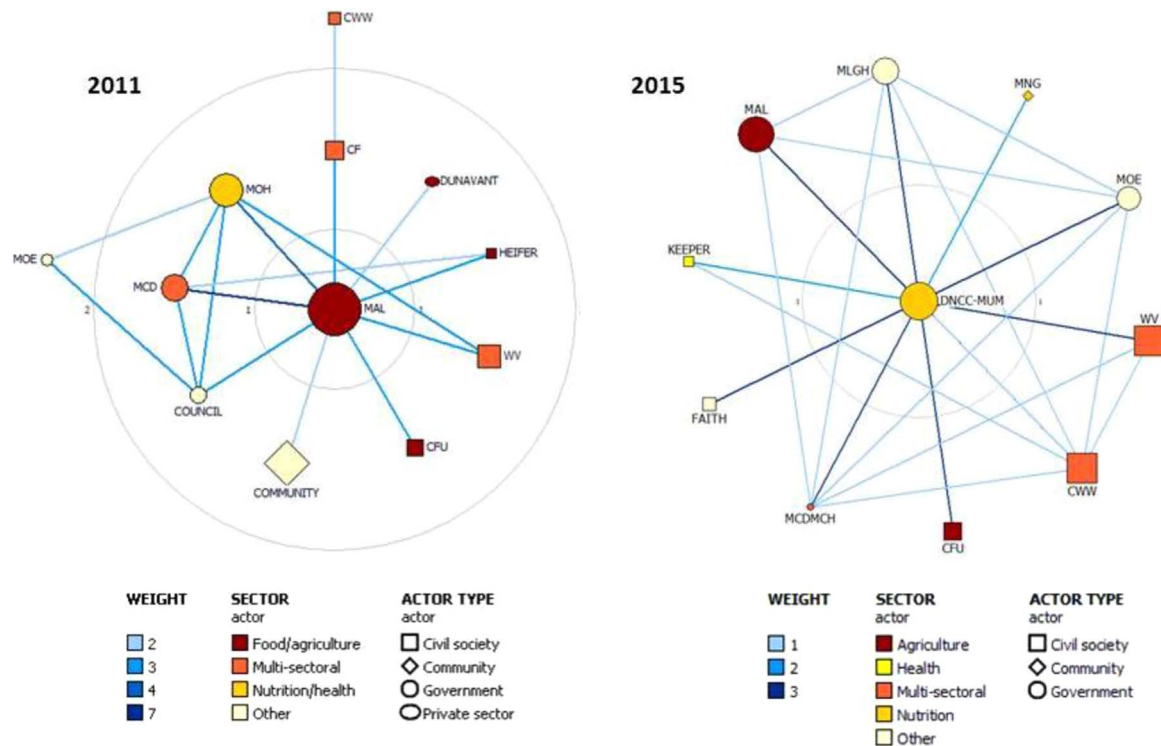 2011
CWW
CF
DUNAVANT
MOH
HEIFER
MOE
MCD
2
1
MAL
1
WV
COUNCIL
CFU
COMMUNITY
WEIGHT
2
3
4
7
SECTOR
actor
Food/agriculture
Multi-sectoral
Nutrition/health
Other
ACTOR TYPE
actor
Civil society
Community
Government
Private sector
2015
MLGH
MNG
MAL
MOE
KEEPER
DNCC-MUM
1
1
WV
FAITH
CWW
MCDMCH
CFU
WEIGHT
1
2
3
SECTOR
actor
Agriculture
Health
Multi-sectoral
Nutrition
Other
ACTOR TYPE
actor
Civil society
Community
Government